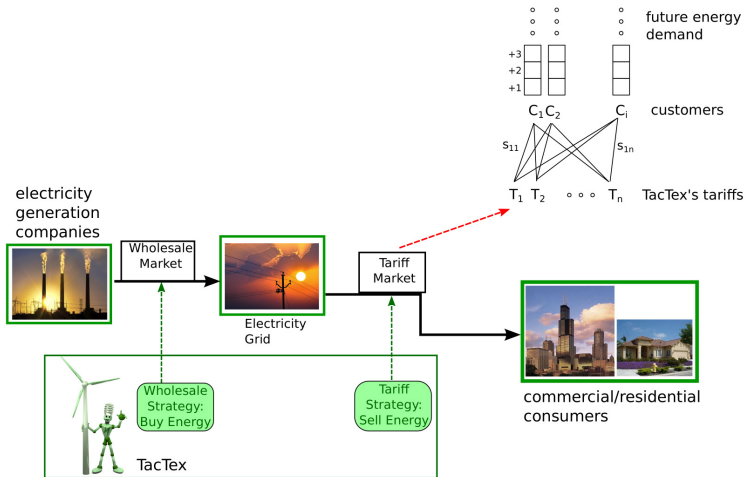 future energy
demand
+3
+2
+1
C1 C2 Ci customers
s11 s1n
T1 T2 Tn TacTex's tariffs
electricity
generation
companies
Wholesale
Market
Tariff
Market
Electricity
Grid
commercial/residential
consumers
Wholesale
Strategy:
Buy Energy
Tariff
Strategy:
Sell Energy
TacTex